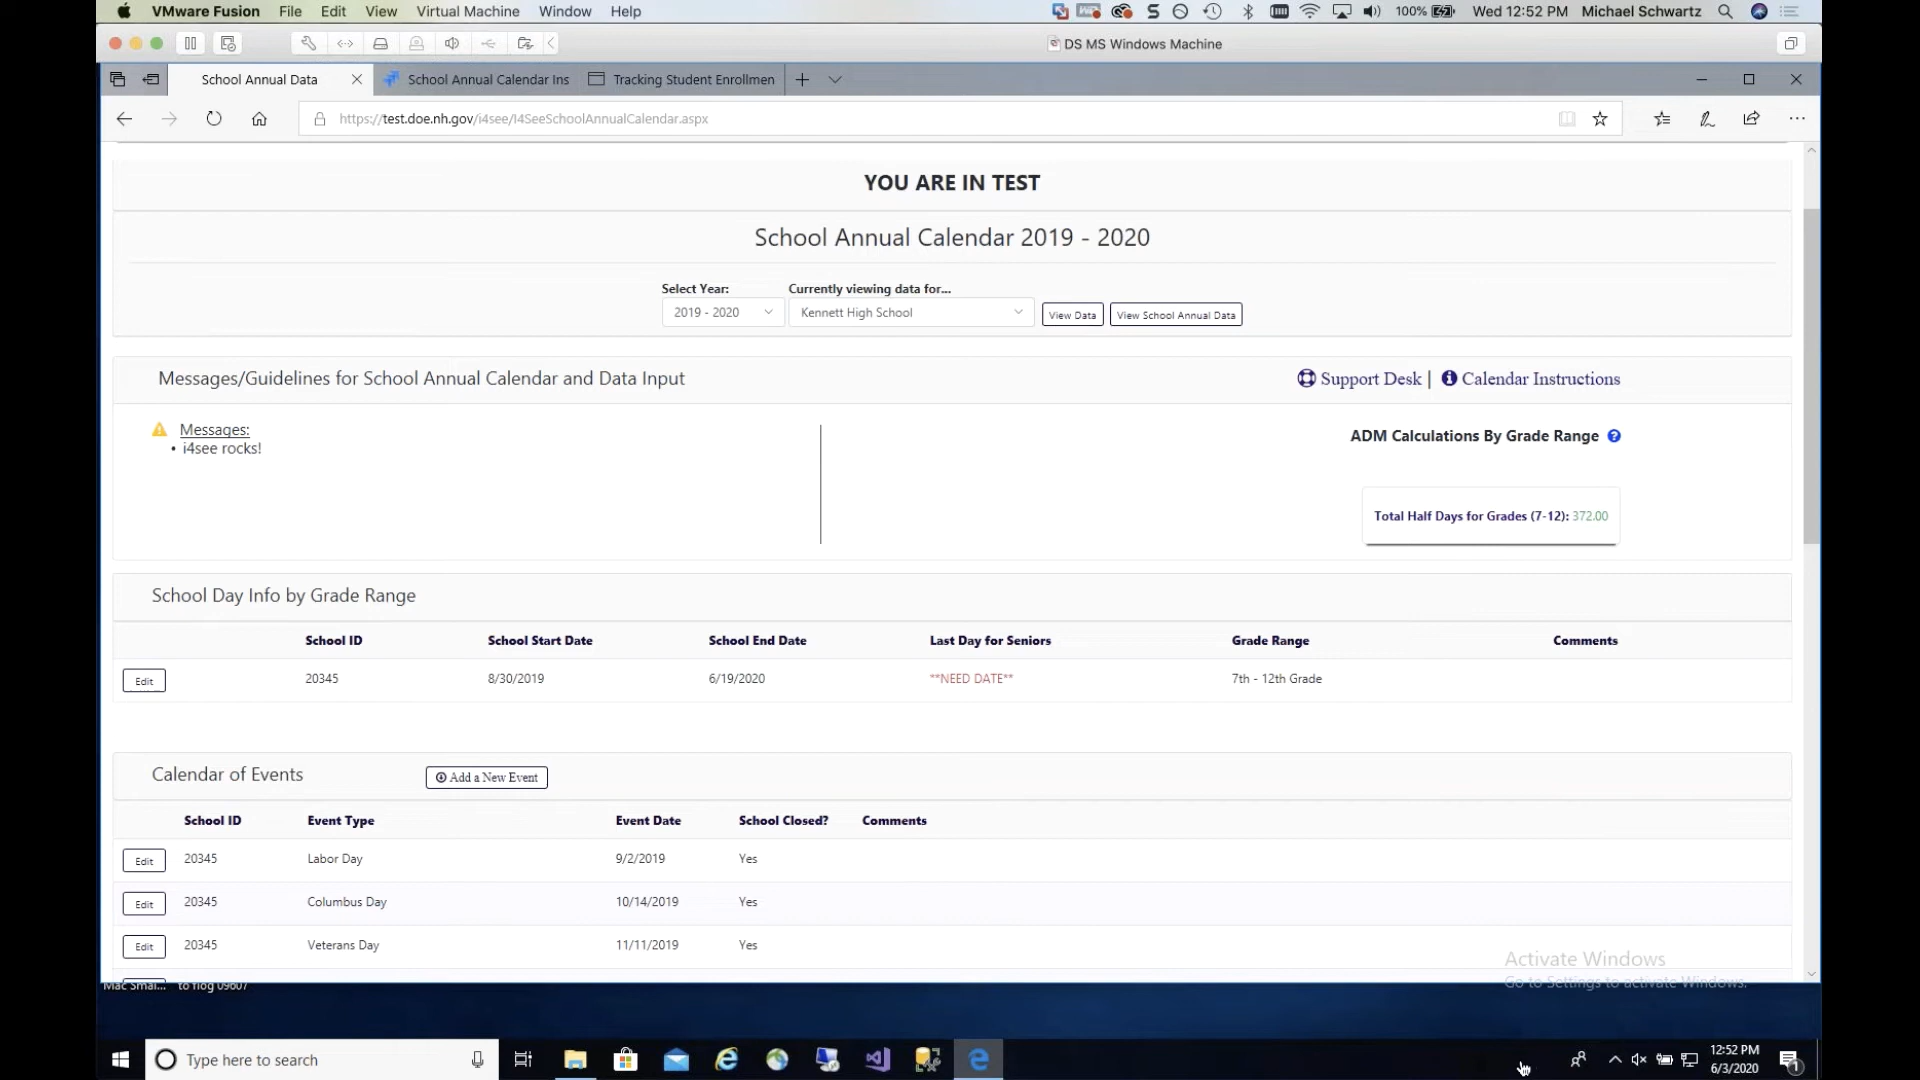 VMware Fusion File Edit View Virtual Machine Window Help 100% Wed 12:52 PM Michael Schwartz
DS MS Windows Machine
School Annual Data School Annual Calendar Ins Tracking Student Enrollmen
https://test.doe.nh.gov/i4see/I4SeeSchoolAnnualCalendar.aspx
YOU ARE IN TEST
School Annual Calendar 2019 - 2020
Select Year: Currently viewing data for...
2019 - 2020 Kennett High School View Data View School Annual Data
Messages/Guidelines for School Annual Calendar and Data Input Support Desk | Calendar Instructions
Messages:
• i4see rocks!
ADM Calculations By Grade Range
Total Half Days for Grades (7-12): 372.00
School Day Info by Grade Range
School ID School Start Date School End Date Last Day for Seniors Grade Range Comments
Edit 20345 8/30/2019 6/19/2020 **NEED DATE** 7th - 12th Grade
Calendar of Events Add a New Event
School ID Event Type Event Date School Closed? Comments
Edit 20345 Labor Day 9/2/2019 Yes
Edit 20345 Columbus Day 10/14/2019 Yes
Edit 20345 Veterans Day 11/11/2019 Yes
Activate Windows
Go to Settings to activate Windows.
Type here to search
12:52 PM
6/3/2020
1